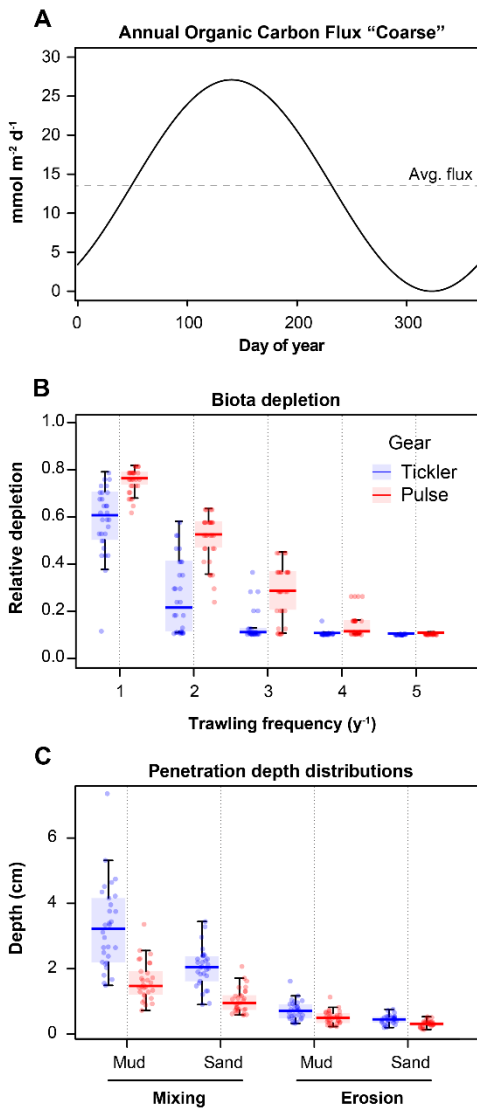 A
Annual Organic Carbon Flux “Coarse”
mmol m⁻² d⁻¹
30
25
20
15
10
5
0
Avg. flux
0 100 200 300
Day of year
B
Biota depletion
Relative depletion
1.0
0.8
0.6
0.4
0.2
0.0
Gear
Tickler
Pulse
1 2 3 4 5
Trawling frequency (y⁻¹)
C
Penetration depth distributions
Depth (cm)
6
4
2
0
Mud Sand Mud Sand
Mixing Erosion